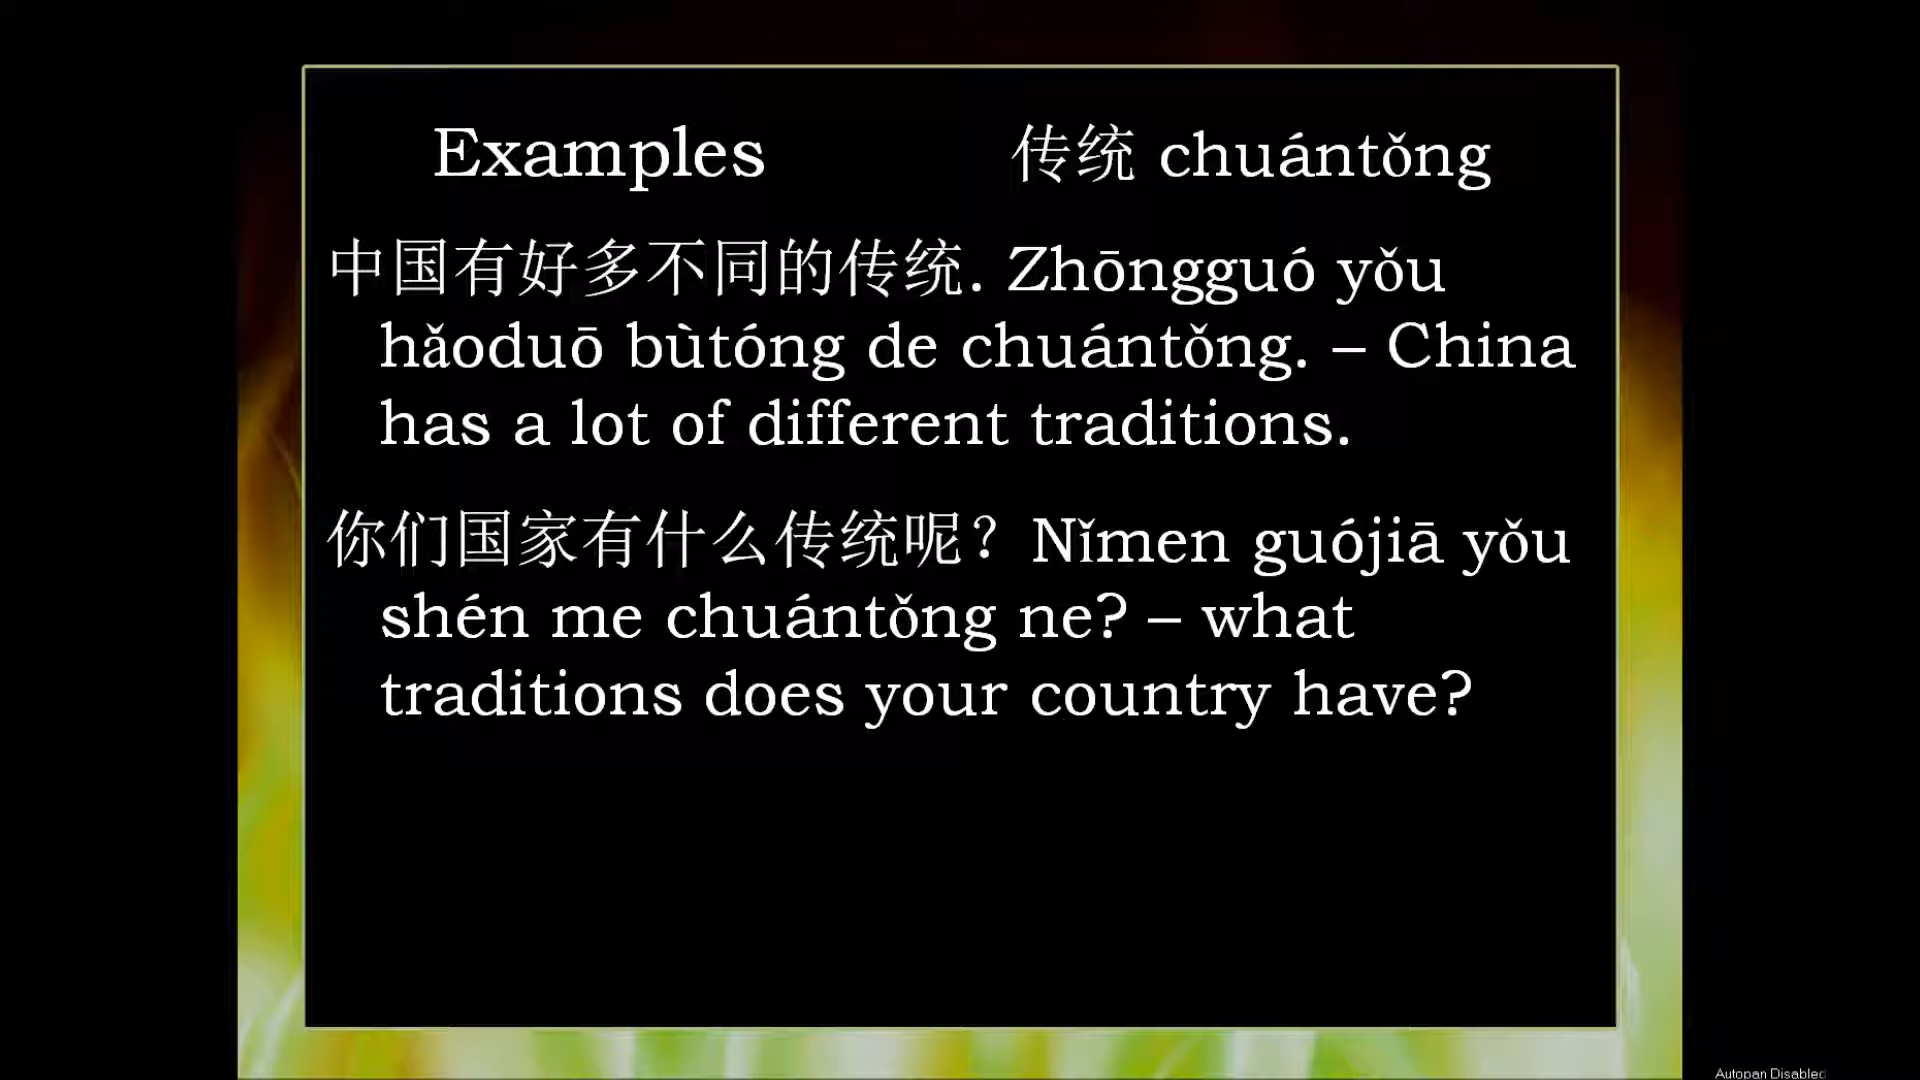 Examples 传统 chuántǒng
中国有好多不同的传统. Zhōngguó yǒu
hǎoduō bùtóng de chuántǒng. – China
has a lot of different traditions.
你们国家有什么传统呢？Nǐmen guójiā yǒu
shén me chuántǒng ne? – what
traditions does your country have?
Autopan Disabled